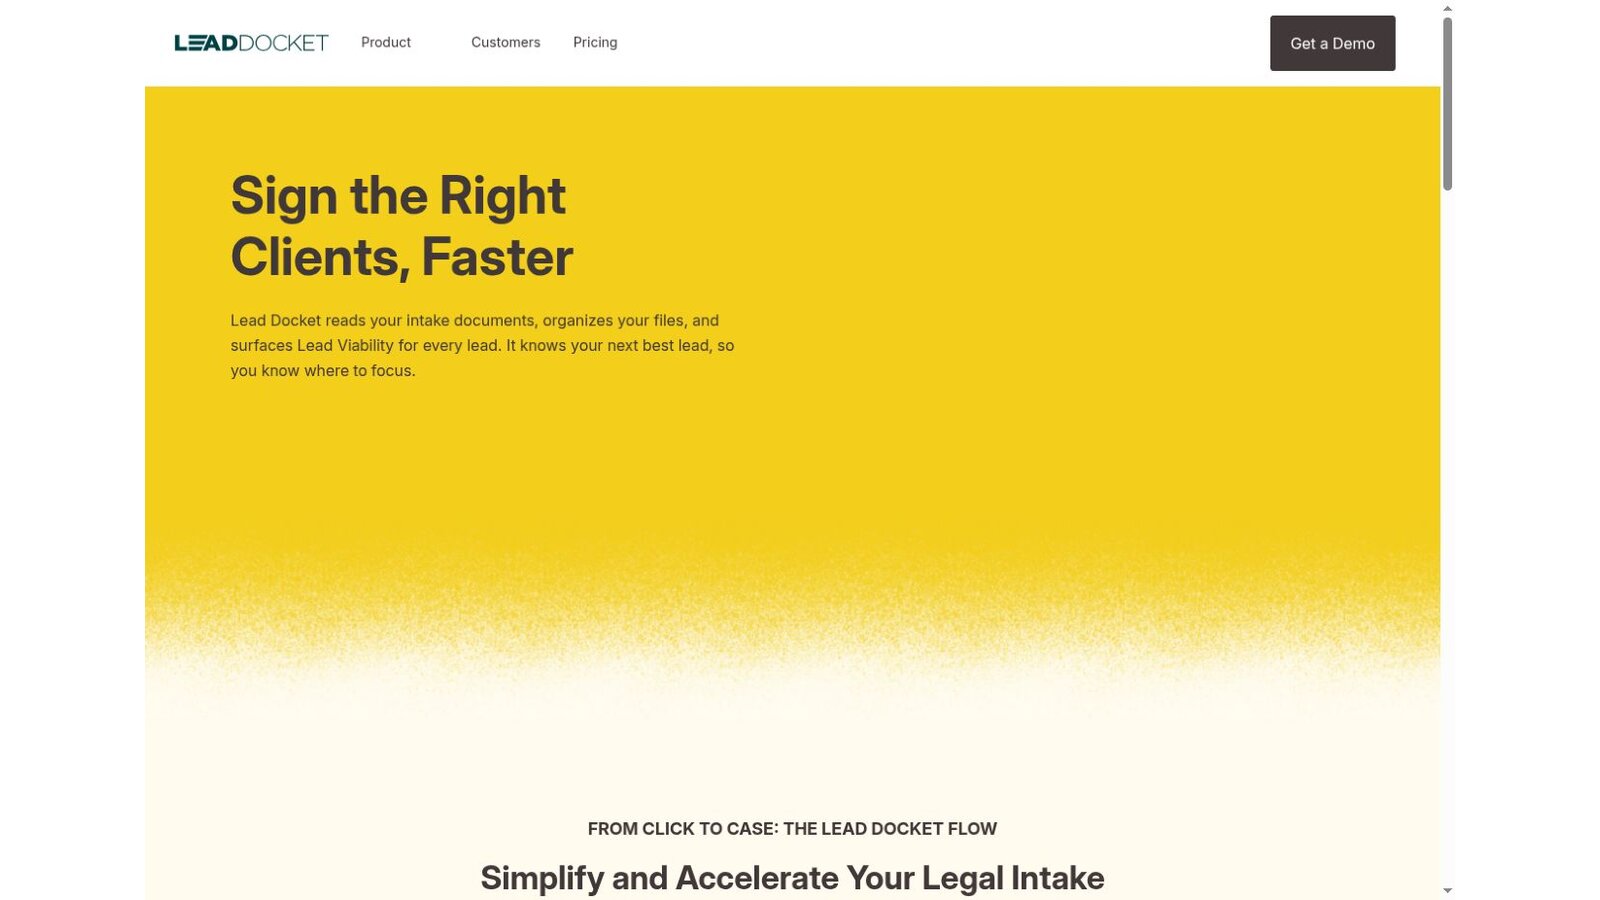 LEADDOCKET
Product
Customers
Pricing
Get a Demo
Sign the Right
Clients, Faster
Lead Docket reads your intake documents, organizes your files, and
surfaces Lead Viability for every lead. It knows your next best lead, so
you know where to focus.
FROM CLICK TO CASE: THE LEAD DOCKET FLOW
Simplify and Accelerate Your Legal Intake